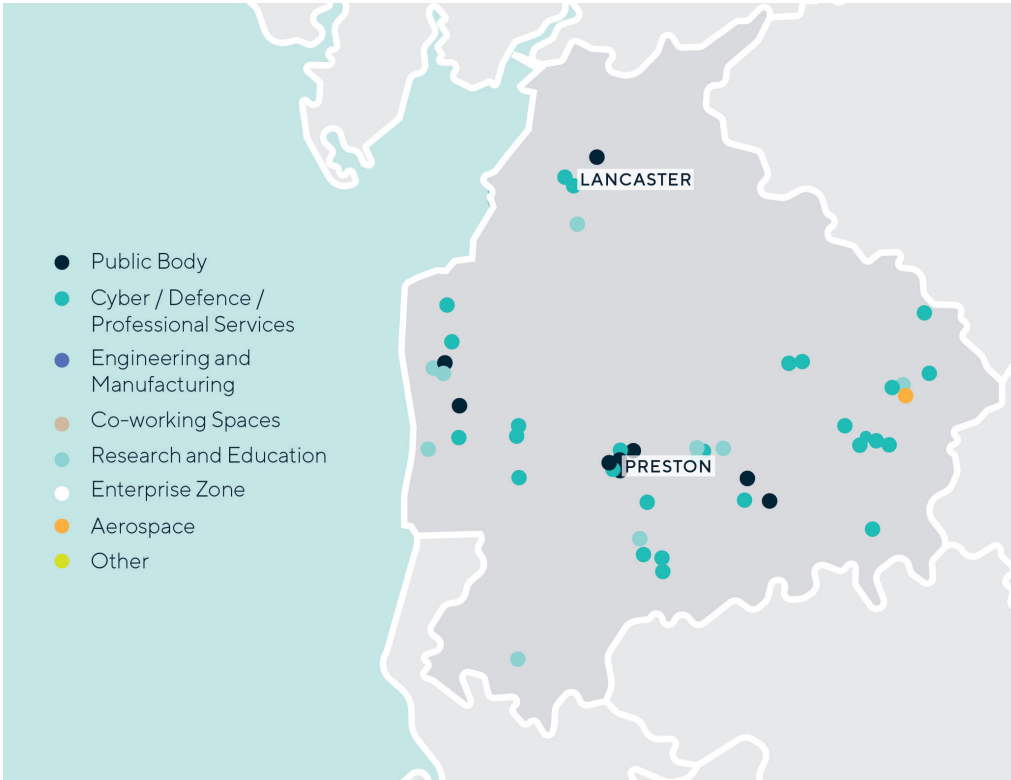 LANCASTER
Public Body
Cyber / Defence /
Professional Services
Engineering and
Manufacturing
Co-working Spaces
Research and Education
PRESTON
Enterprise Zone
Aerospace
Other